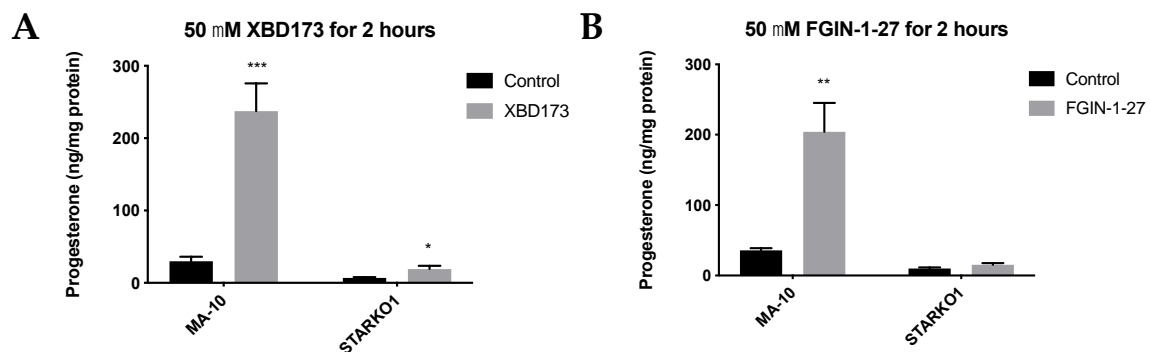 A
50 mM XBD173 for 2 hours
Progesterone (ng/mg protein)
300
200
100
0
***
*
MA-10
STARKO1
Control
XBD173
B
50 mM FGIN-1-27 for 2 hours
Progesterone (ng/mg protein)
300
200
100
0
**
MA-10
STARKO1
Control
FGIN-1-27